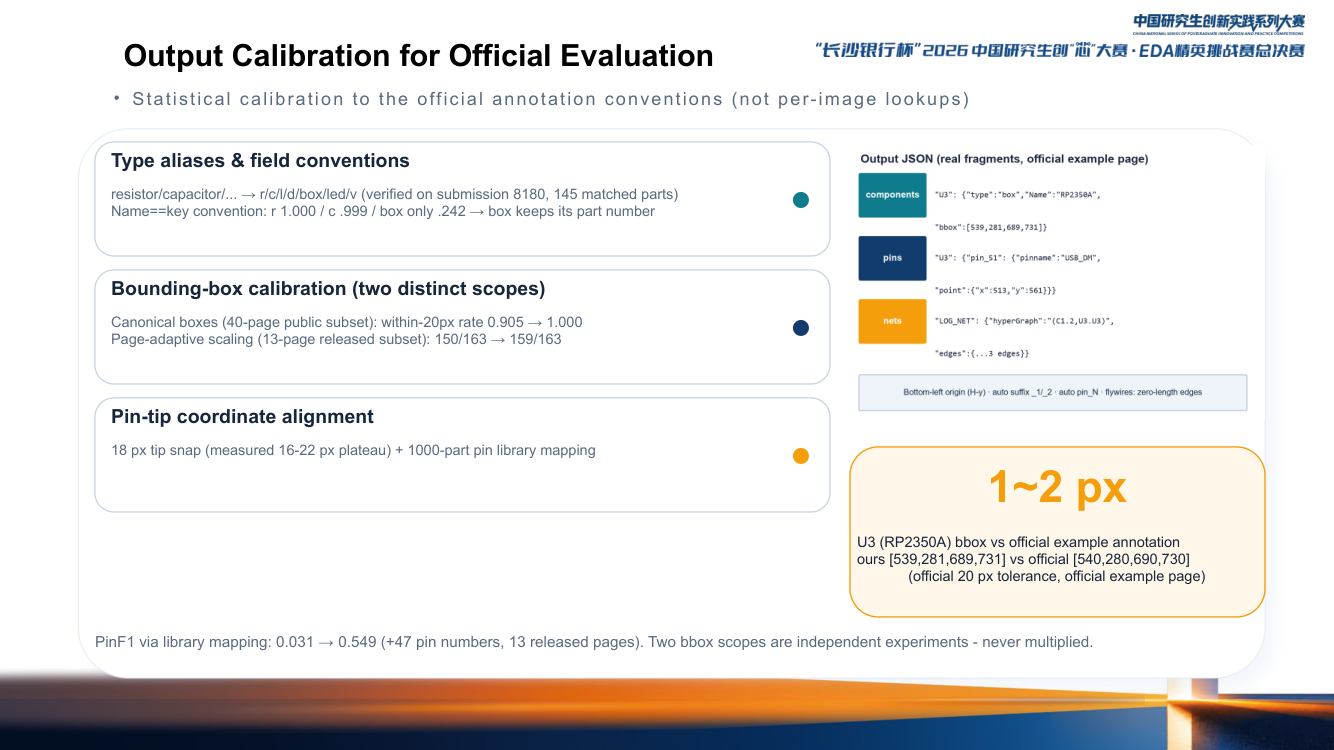 中国研究生创新实践系列大赛
CHINA NATIONAL SERIES OF POSTGRADUATE INNOVATION AND PRACTICE COMPETITIONS
“长沙银行杯”2026中国研究生创“芯”大赛·EDA精英挑战赛总决赛
Output Calibration for Official Evaluation
• Statistical calibration to the official annotation conventions (not per-image lookups)
Type aliases & field conventions
resistor/capacitor/... → r/c/l/d/box/led/v (verified on submission 8180, 145 matched parts)
Name==key convention: r 1.000 / c .999 / box only .242 → box keeps its part number
Bounding-box calibration (two distinct scopes)
Canonical boxes (40-page public subset): within-20px rate 0.905 → 1.000
Page-adaptive scaling (13-page released subset): 150/163 → 159/163
Pin-tip coordinate alignment
18 px tip snap (measured 16-22 px plateau) + 1000-part pin library mapping
Output JSON (real fragments, official example page)
components
"U3": {"type":"box","Name":"RP2350A",
"bbox":[539,281,689,731]}
pins
"U3": {"pin_51": {"pinname":"USB_DM",
"point":{"x":513,"y":561}}}
nets
"LOG_NET": {"hyperGraph":"(C1.2,U3.U3)",
"edges":{...3 edges}}
Bottom-left origin (H-y) · auto suffix _1/_2 · auto pin_N · flywires: zero-length edges
1~2 px
U3 (RP2350A) bbox vs official example annotation
ours [539,281,689,731] vs official [540,280,690,730]
(official 20 px tolerance, official example page)
PinF1 via library mapping: 0.031 → 0.549 (+47 pin numbers, 13 released pages). Two bbox scopes are independent experiments - never multiplied.